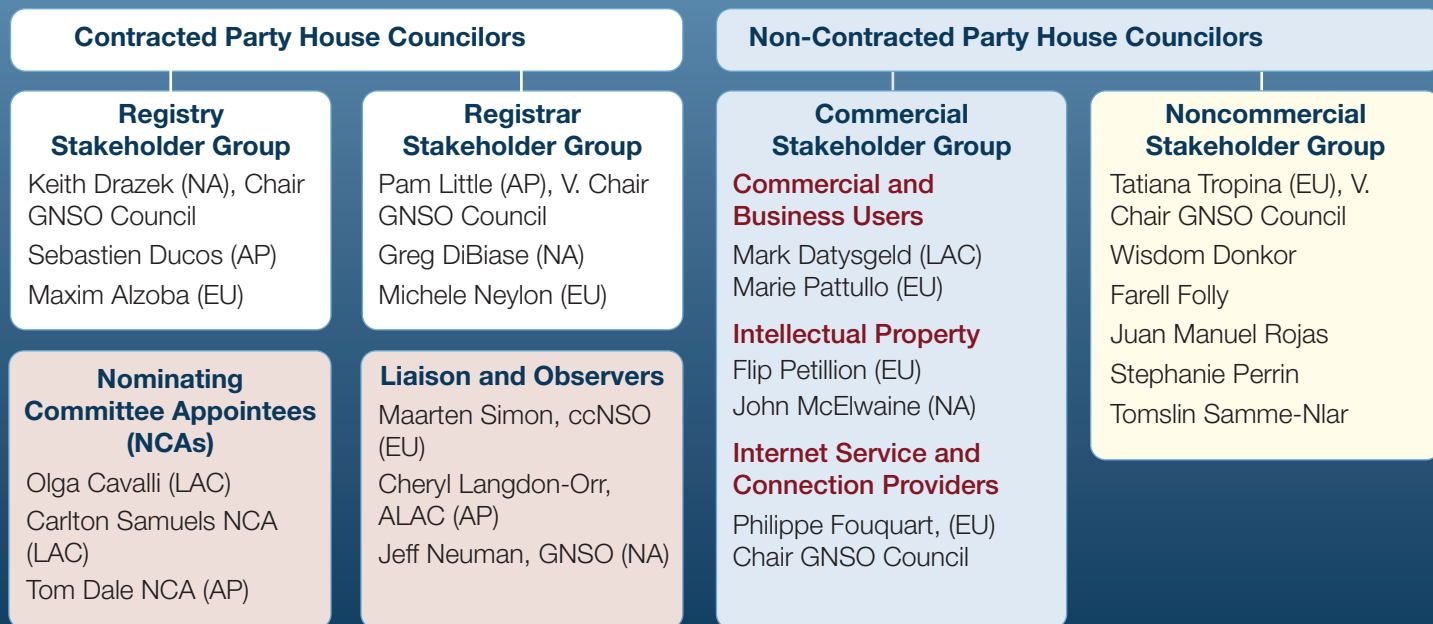 Contracted Party House Councilors
Registry
Stakeholder Group
Keith Drazek (NA), Chair
GNSO Council
Sebastien Ducos (AP)
Maxim Alzoba (EU)
Registrar
Stakeholder Group
Pam Little (AP), V. Chair
GNSO Council
Greg DiBiase (NA)
Michele Neylon (EU)
Nominating
Committee Appointees
(NCAs)
Olga Cavalli (LAC)
Carlton Samuels NCA
(LAC)
Tom Dale NCA (AP)
Liaison and Observers
Maarten Simon, ccNSO
(EU)
Cheryl Langdon-Orr,
ALAC (AP)
Jeff Neuman, GNSO (NA)
Non-Contracted Party House Councilors
Commercial
Stakeholder Group
Commercial and
Business Users
Mark Datysgeld (LAC)
Marie Pattullo (EU)
Intellectual Property
Flip Petillion (EU)
John McElwaine (NA)
Internet Service and
Connection Providers
Philippe Fouquart, (EU)
Chair GNSO Council
Noncommercial
Stakeholder Group
Tatiana Tropina (EU), V.
Chair GNSO Council
Wisdom Donkor
Farell Folly
Juan Manuel Rojas
Stephanie Perrin
Tomslin Samme-Nlar